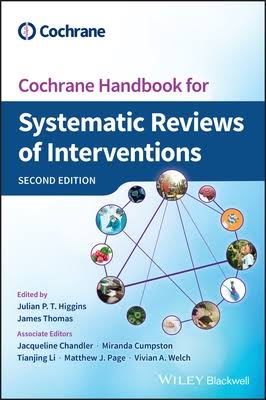 Cochrane
Cochrane Handbook for
Systematic Reviews
of Interventions
SECOND EDITION
Edited by
Julian P. T. Higgins
James Thomas
Associate Editors
Jacqueline Chandler · Miranda Cumpston
Tianjing Li · Matthew J. Page · Vivian A. Welch
WILEY Blackwell